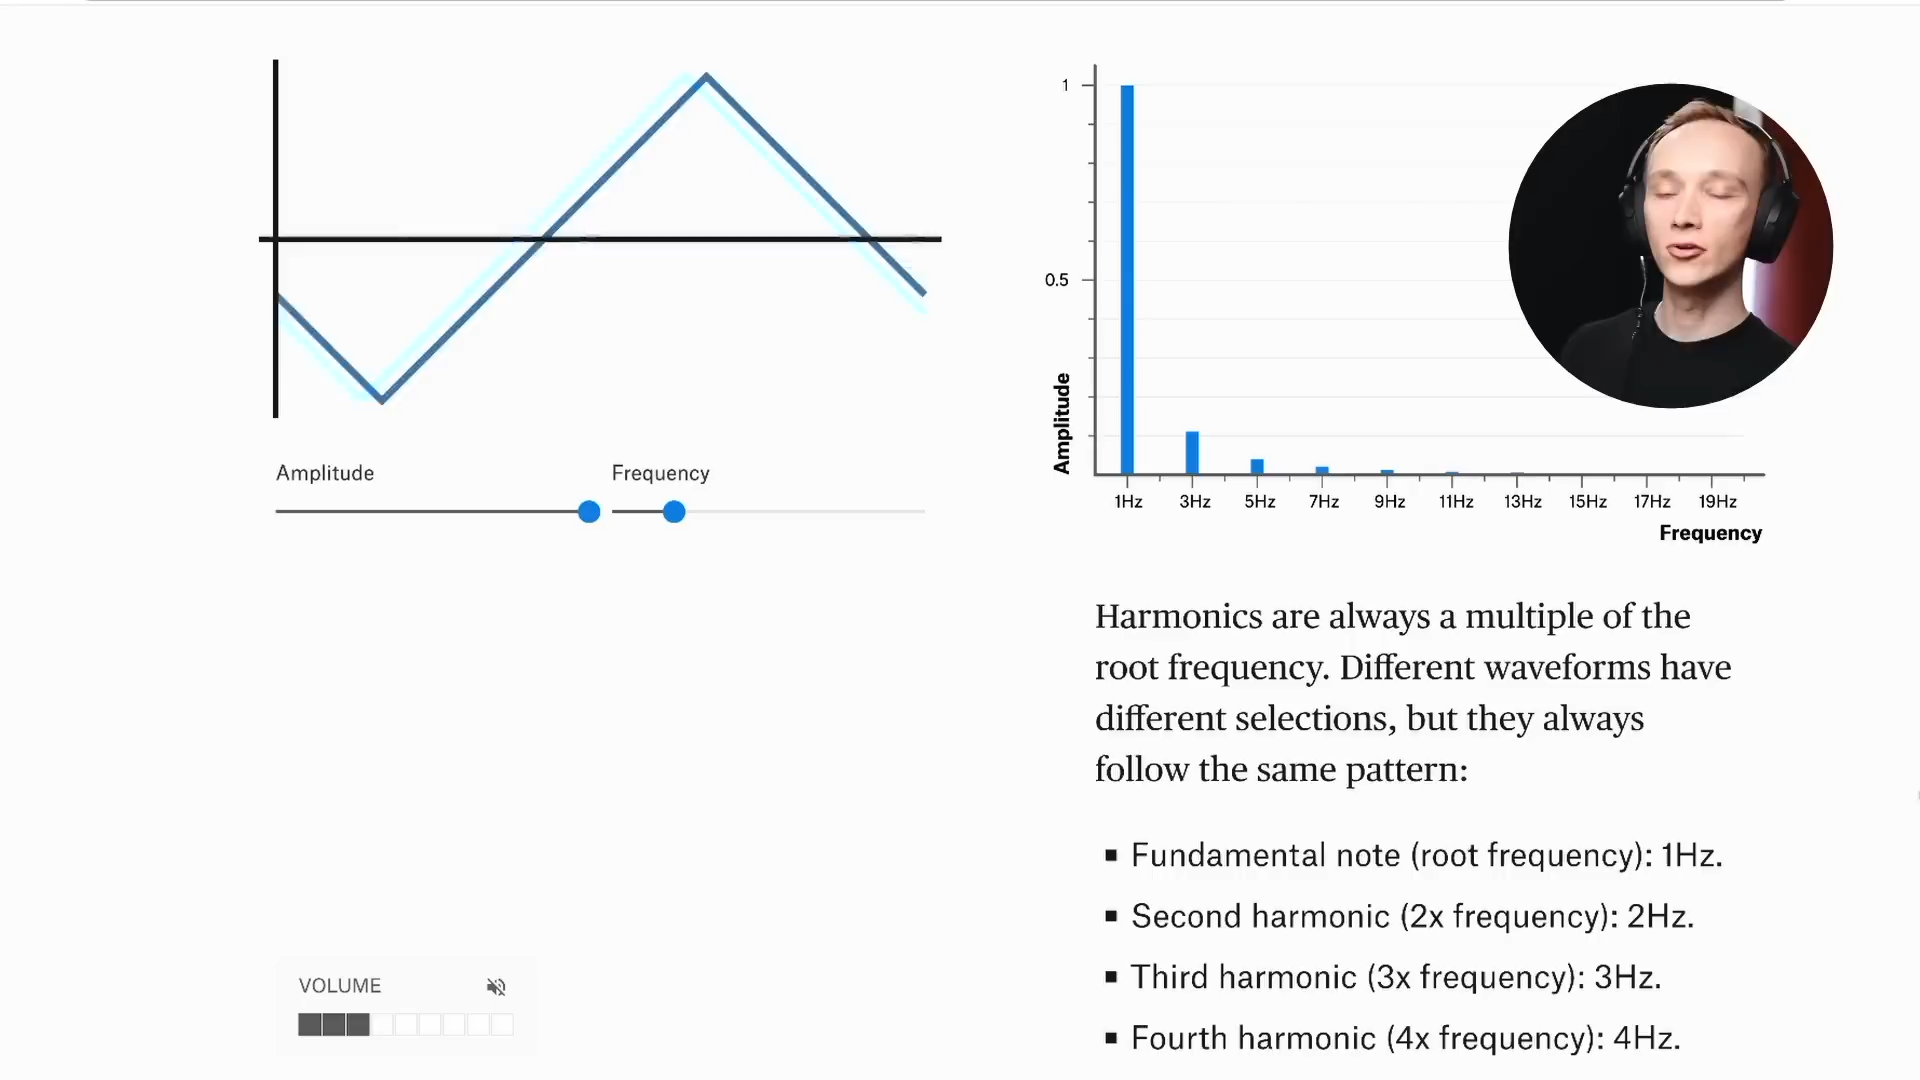 Amplitude
Frequency
VOLUME
1
0.5
Amplitude
1Hz 3Hz 5Hz 7Hz 9Hz 11Hz 13Hz 15Hz 17Hz 19Hz
Frequency
Harmonics are always a multiple of the
root frequency. Different waveforms have
different selections, but they always
follow the same pattern:
▪ Fundamental note (root frequency): 1Hz.
▪ Second harmonic (2x frequency): 2Hz.
▪ Third harmonic (3x frequency): 3Hz.
▪ Fourth harmonic (4x frequency): 4Hz.